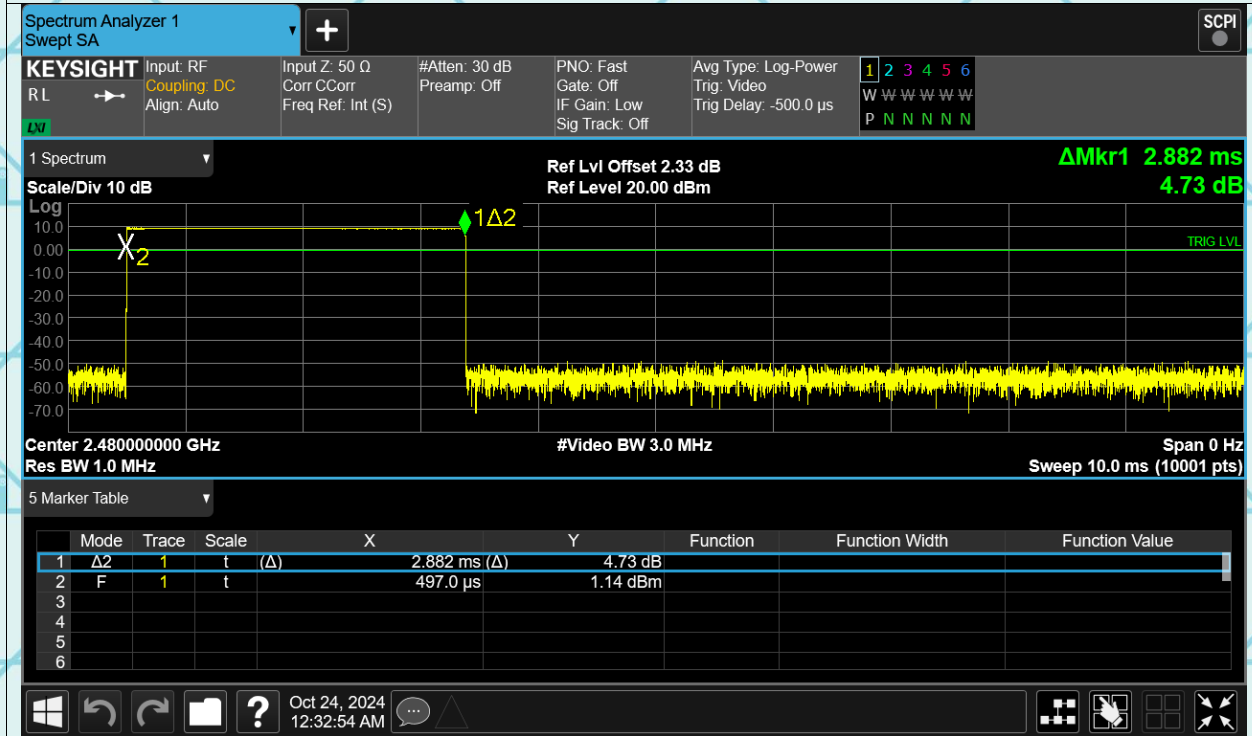 Spectrum Analyzer 1
Swept SA
+
SCPI
KEYSIGHT
RL
LXI
Input: RF
Coupling: DC
Align: Auto
Input Z: 50 Ω
Corr CCorr
Freq Ref: Int (S)
#Atten: 30 dB
Preamp: Off
PNO: Fast
Gate: Off
IF Gain: Low
Sig Track: Off
Avg Type: Log-Power
Trig: Video
Trig Delay: -500.0 µs
1 2 3 4 5 6
W W W W W W
P N N N N N
1 Spectrum
Scale/Div 10 dB
Log
Ref Lvl Offset 2.33 dB
Ref Level 20.00 dBm
ΔMkr1 2.882 ms
4.73 dB
10.0
0.00
-10.0
-20.0
-30.0
-40.0
-50.0
-60.0
-70.0
1Δ2
2
TRIG LVL
Center 2.480000000 GHz
Res BW 1.0 MHz
#Video BW 3.0 MHz
Span 0 Hz
Sweep 10.0 ms (10001 pts)
5 Marker Table
Mode Trace Scale X Y Function Function Width Function Value
1 Δ2 1 t (Δ) 2.882 ms (Δ) 4.73 dB
2 F 1 t 497.0 µs 1.14 dBm
3
4
5
6
?
Oct 24, 2024
12:32:54 AM